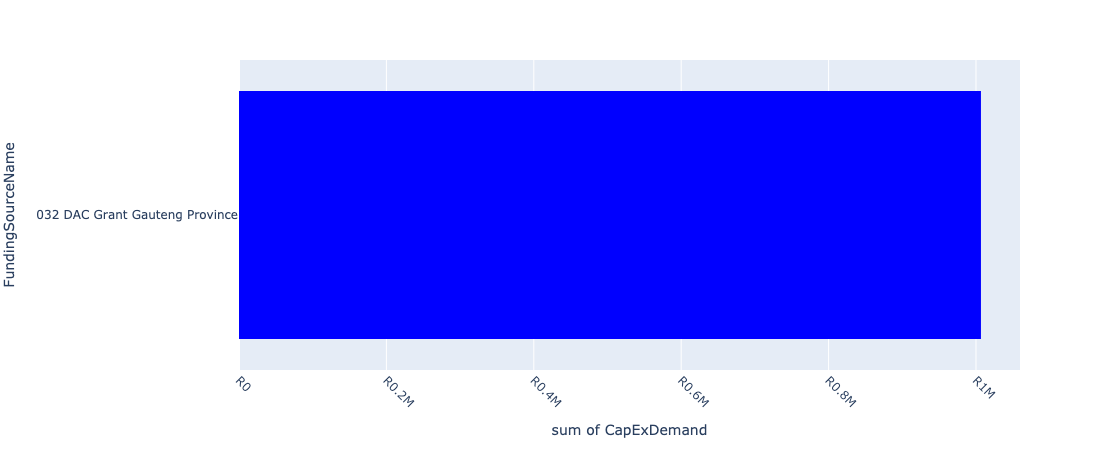 FundingSourceName
032 DAC Grant Gauteng Province
R0
R0.2M
R0.4M
R0.6M
R0.8M
R1M
sum of CapExDemand